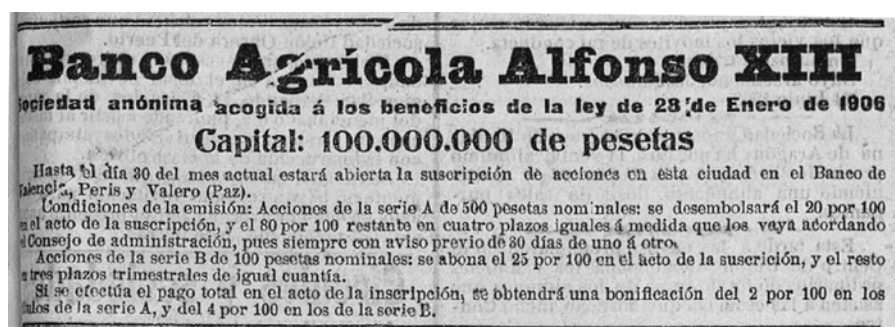 Banco Agrícola Alfonso XIII
Sociedad anónima acogida á los beneficios de la ley de 28 de Enero de 1906
Capital: 100.000.000 de pesetas
Hasta el día 30 del mes actual estará abierta la suscripción de acciones en esta ciudad en el Banco de
Valencia, Peris y Valero (Paz).
Condiciones de la emisión: Acciones de la serie A de 500 pesetas nominales: se desembolsará el 20 por 100
en el acto de la suscripción, y el 80 por 100 restante en cuatro plazos iguales á medida que los vaya acordando
el Consejo de administración, pues siempre con aviso previo de 30 días de uno á otro.
Acciones de la serie B de 100 pesetas nominales: se abona el 25 por 100 en el acto de la suscrición, y el resto
en tres plazos trimestrales de igual cuantía.
Si se efectúa el pago total en el acto de la inscripción, se obtendrá una bonificación del 2 por 100 en los
títulos de la serie A, y del 4 por 100 en los de la serie B.